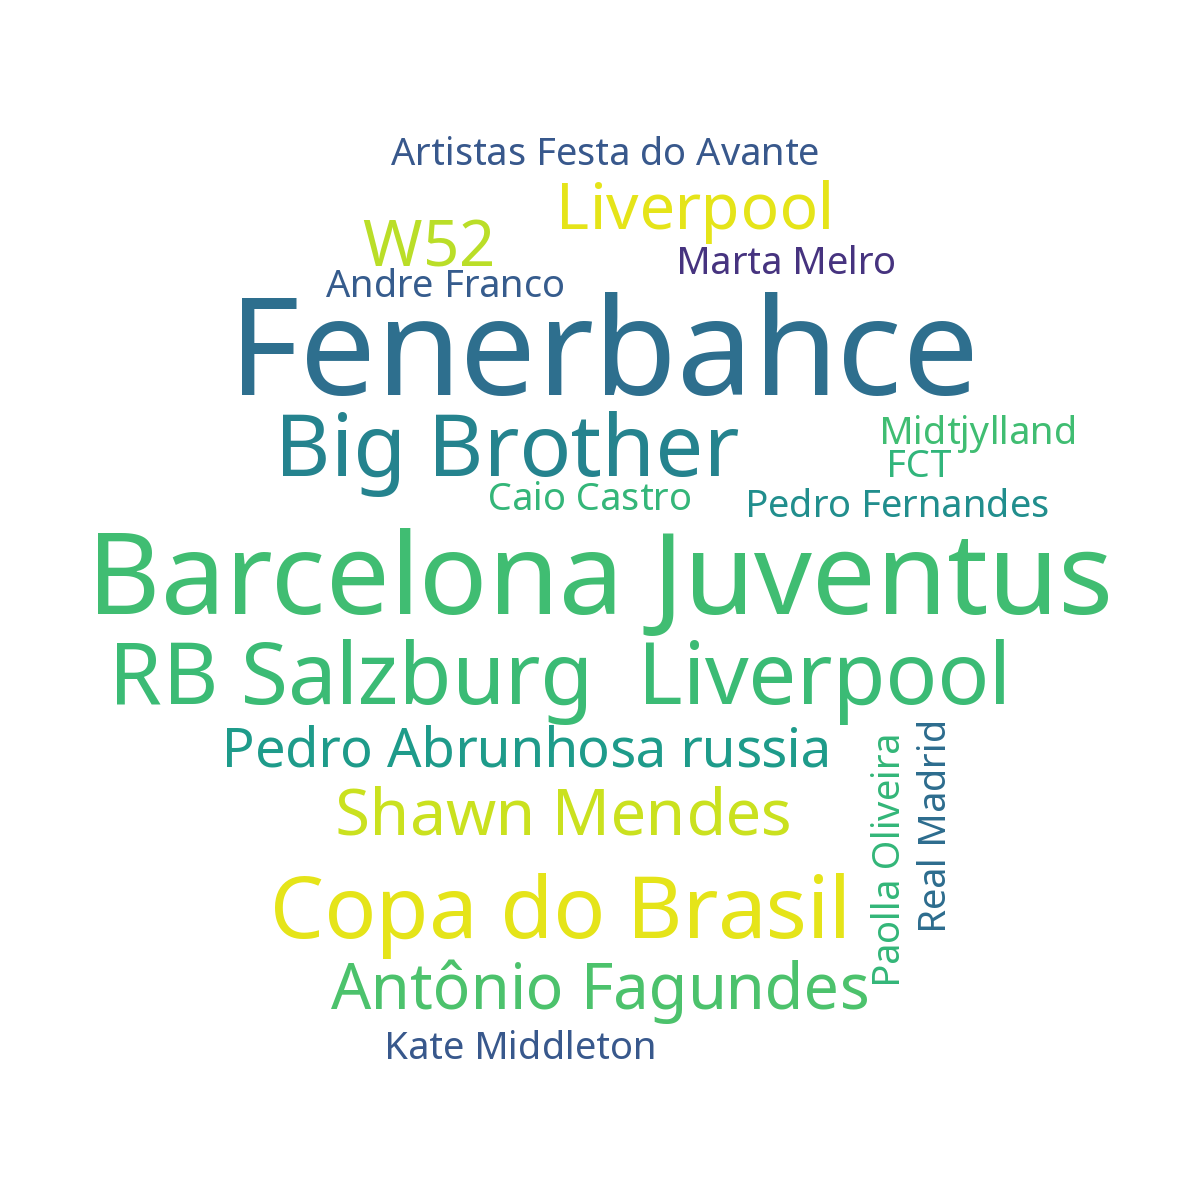 Artistas Festa do Avante
Liverpool
W52
Marta Melro
Andre Franco
Fenerbahce
Big Brother
Midtjylland
FCT
Caio Castro
Pedro Fernandes
Barcelona Juventus
RB Salzburg  Liverpool
Pedro Abrunhosa russia
Shawn Mendes
Paolla Oliveira
Real Madrid
Copa do Brasil
Antônio Fagundes
Kate Middleton